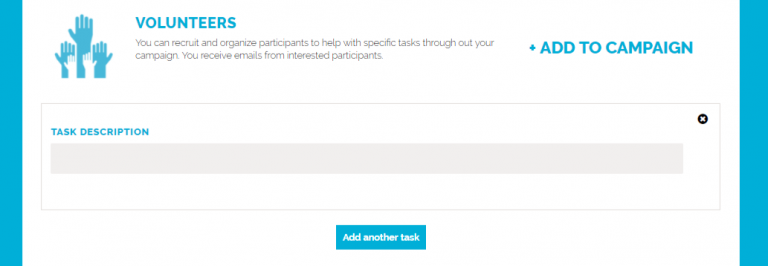 VOLUNTEERS
You can recruit and organize participants to help with specific tasks through out your
campaign. You receive emails from interested participants.
+ ADD TO CAMPAIGN
TASK DESCRIPTION
Add another task